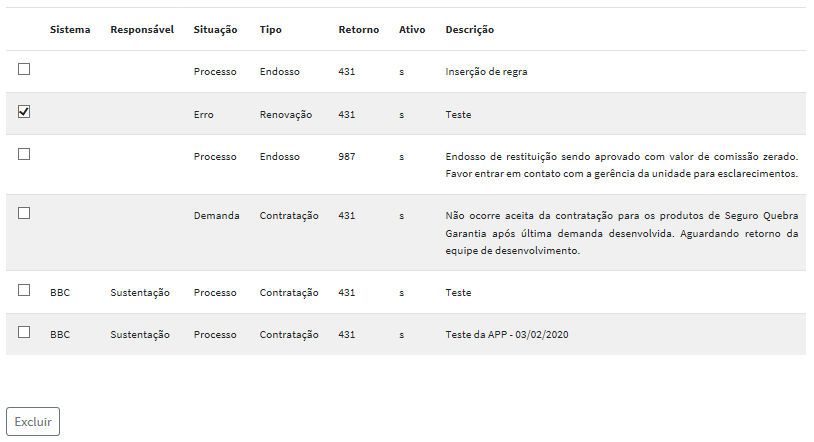 Sistema Responsável Situação Tipo Retorno Ativo Descrição
Processo Endosso 431 s Inserção de regra
Erro Renovação 431 s Teste
Processo Endosso 987 s Endosso de restituição sendo aprovado com valor de comissão zerado.
Favor entrar em contato com a gerência da unidade para esclarecimentos.
Demanda Contratação 431 s Não ocorre aceita da contratação para os produtos de Seguro Quebra
Garantia após última demanda desenvolvida. Aguardando retorno da
equipe de desenvolvimento.
BBC Sustentação Processo Contratação 431 s Teste
BBC Sustentação Processo Contratação 431 s Teste da APP - 03/02/2020
Excluir